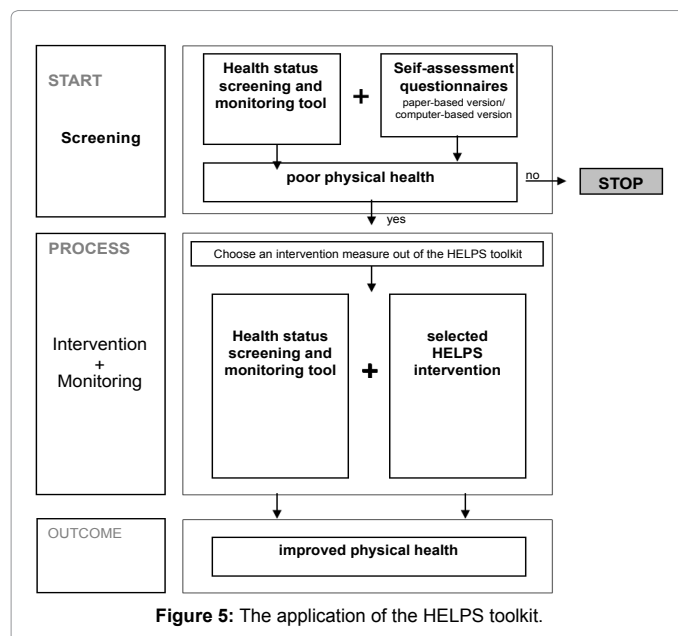 START
Screening
Health status
screening and
monitoring tool
+
Seif-assessment
questionnaires
paper-based version/
computer-based version
poor physical health
no
STOP
yes
PROCESS
Intervention
+
Monitoring
Choose an intervention measure out of the HELPS toolkit
Health status
screening and
monitoring tool
+
selected
HELPS
intervention
OUTCOME
improved physical health
Figure 5: The application of the HELPS toolkit.